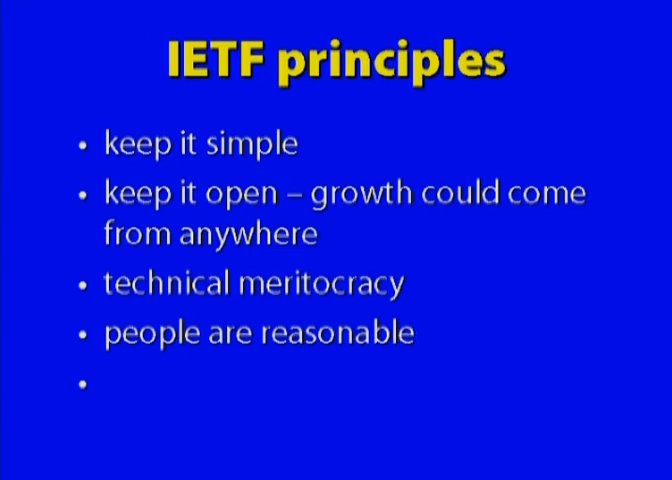 IETF principles
• keep it simple
• keep it open – growth could come
from anywhere
• technical meritocracy
• people are reasonable
•